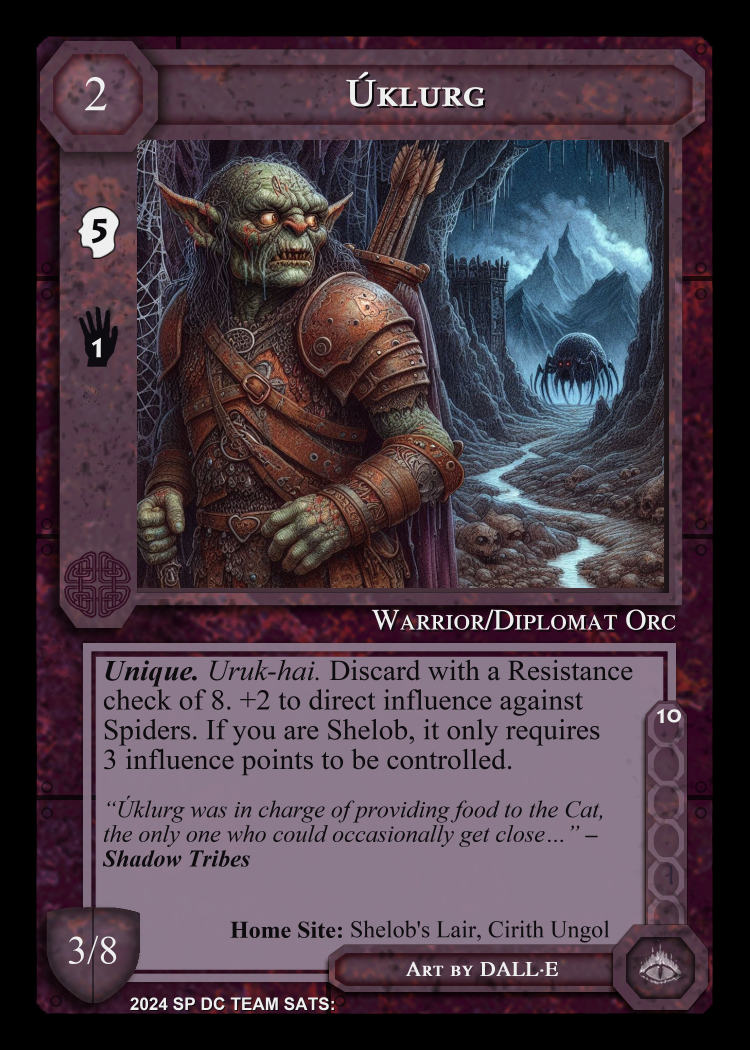 2
ÚKLURG
5
1
WARRIOR/DIPLOMAT ORC
Unique. Uruk-hai. Discard with a Resistance
check of 8. +2 to direct influence against
Spiders. If you are Shelob, it only requires
3 influence points to be controlled.
10
“Úklurg was in charge of providing food to the Cat,
the only one who could occasionally get close…” –
Shadow Tribes
Home Site: Shelob's Lair, Cirith Ungol
3/8
ART BY DALL·E
2024 SP DC TEAM SATS: